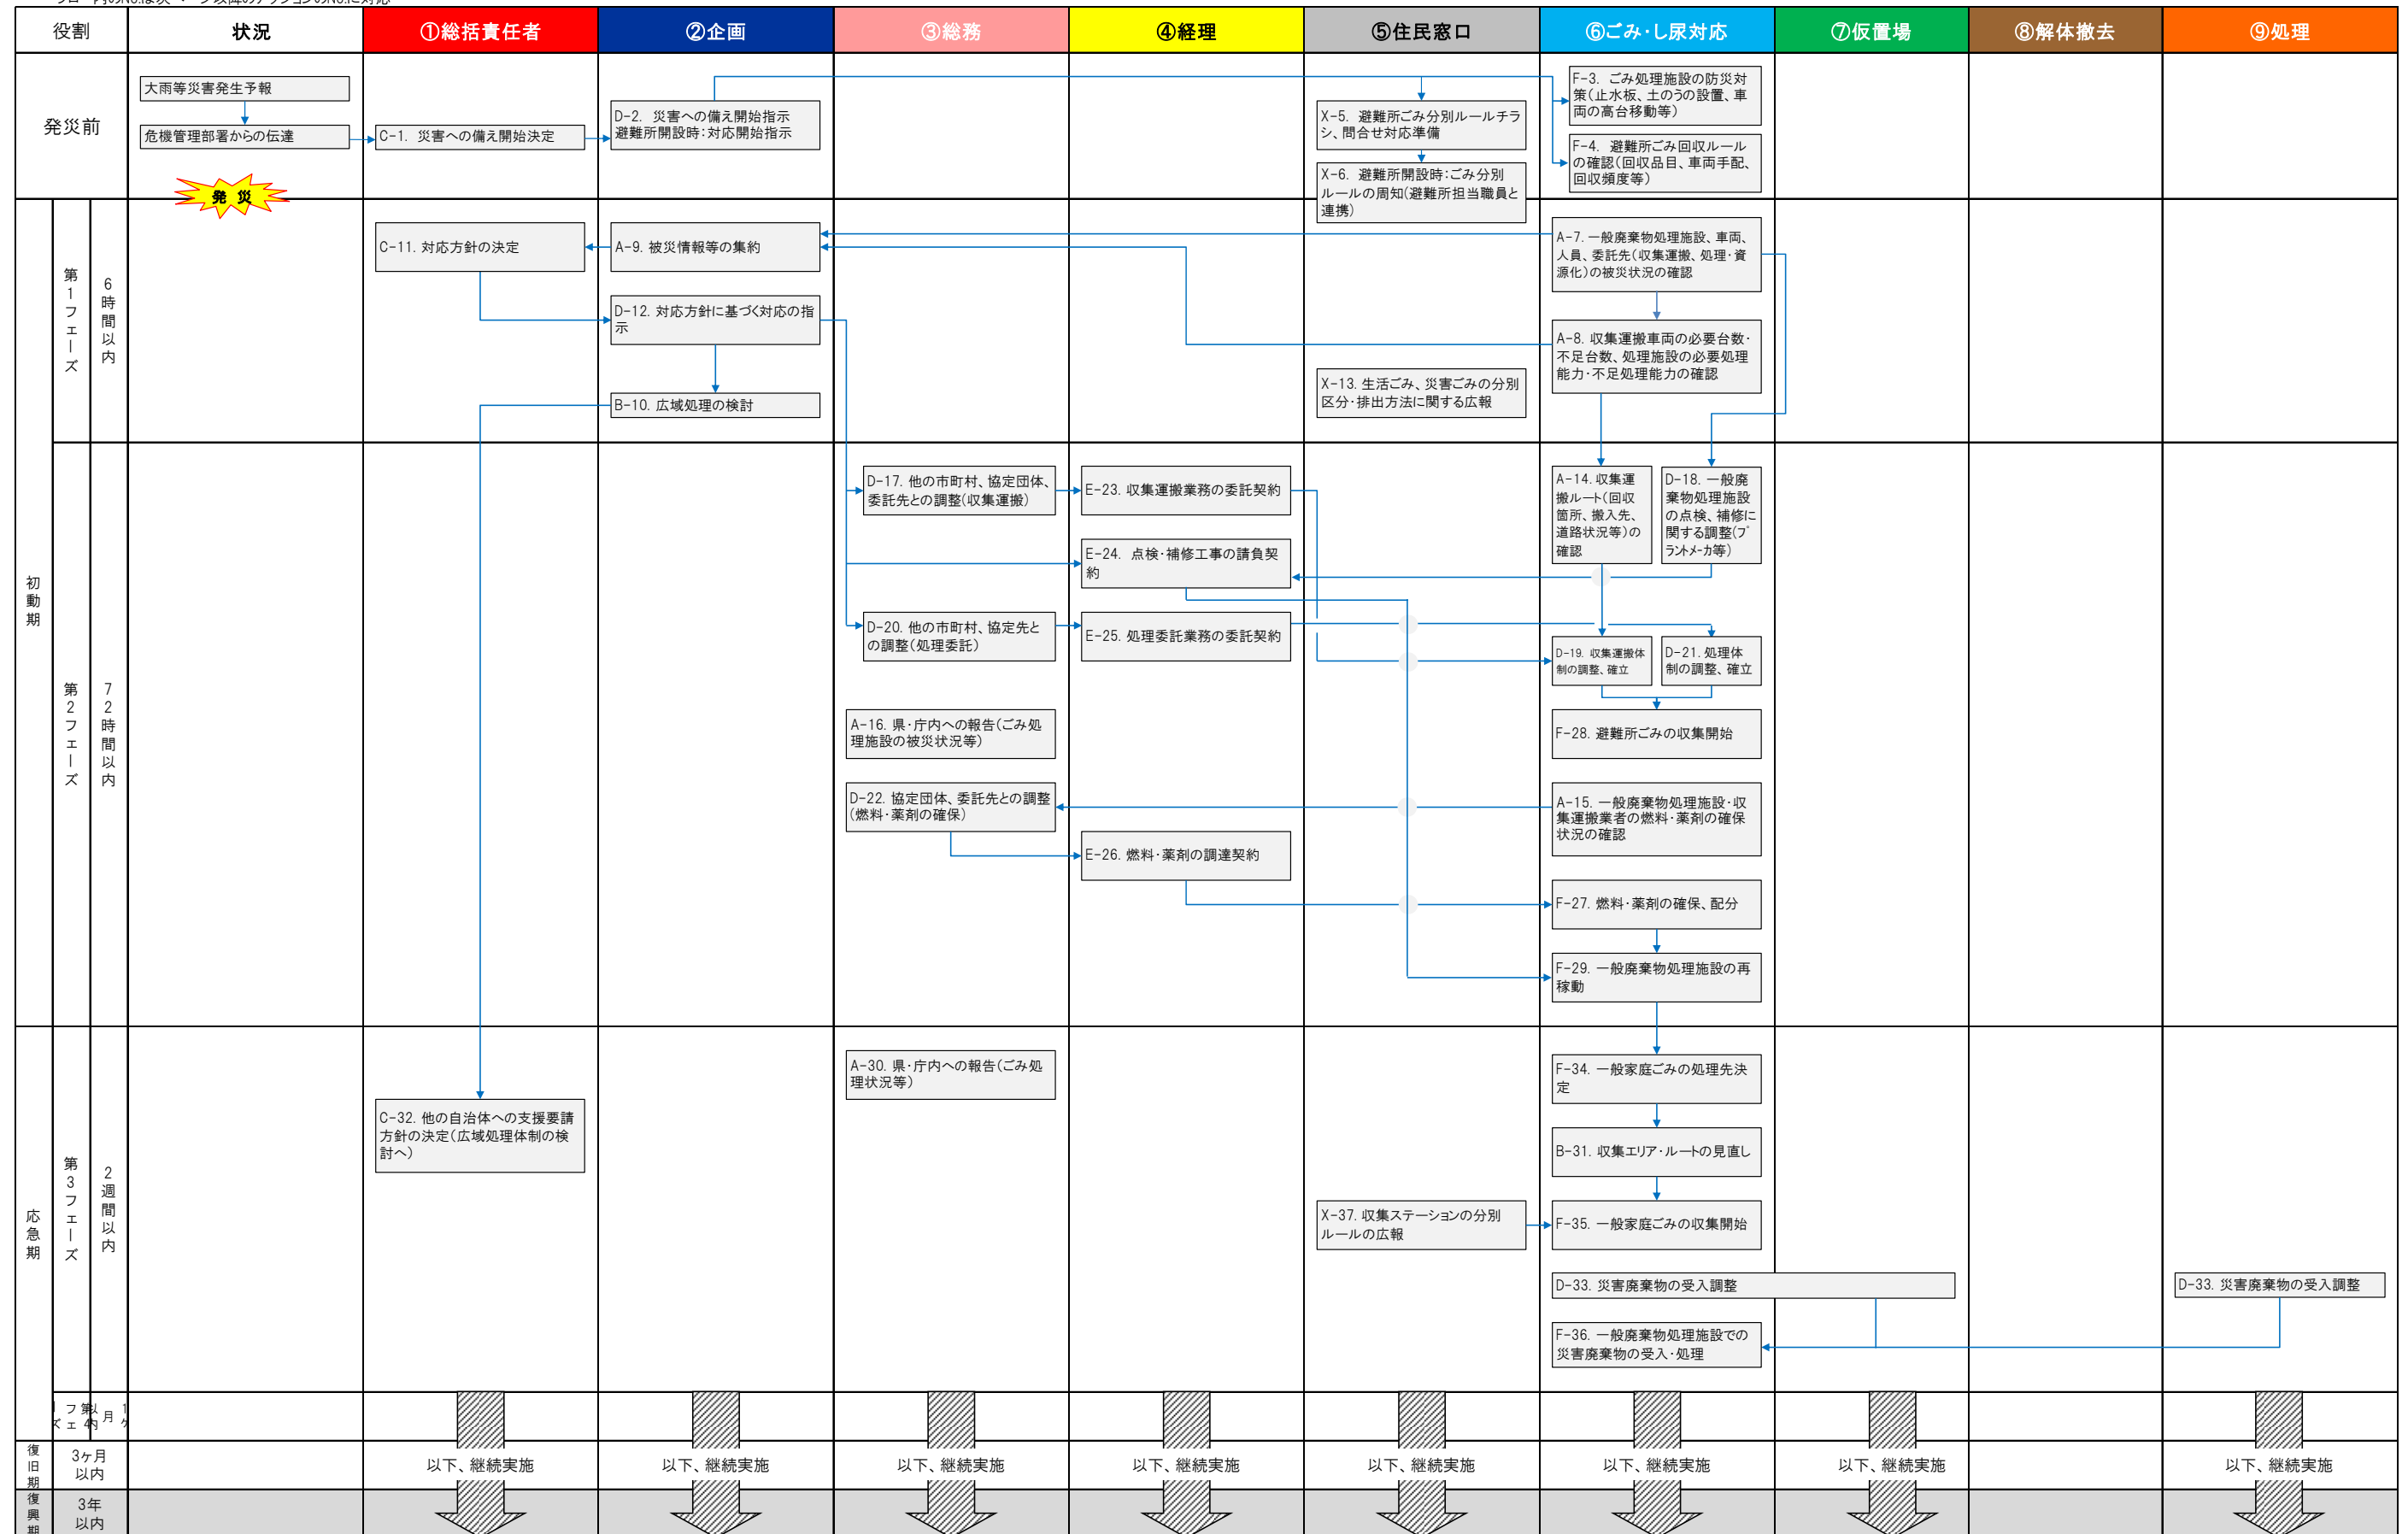 役割
状況
①総括責任者
②企画
③総務
④経理
⑤住民窓口
⑥ごみ・し尿対応
⑦仮置場
⑧解体撤去
⑨処理
発災前
大雨等災害発生予報
危機管理部署からの伝達
C-1. 災害への備え開始決定
D-2. 災害への備え開始指示
避難所開設時：対応開始指示
X-5. 避難所ごみ分別ルールチラ
シ、問合せ対応準備
X-6. 避難所開設時：ごみ分別
ルールの周知(避難所担当職員と
連携)
F-3. ごみ処理施設の防災対
策(止水板、土のうの設置、車
両の高台移動等)
F-4. 避難所ごみ回収ルール
の確認(回収品目、車両手配、
回収頻度等)
発 災
初動期
第1フェーズ
6時間以内
C-11. 対応方針の決定
A-9. 被災情報等の集約
D-12. 対応方針に基づく対応の指
示
B-10. 広域処理の検討
X-13. 生活ごみ、災害ごみの分別
区分・排出方法に関する広報
A-7. 一般廃棄物処理施設、車両、
人員、委託先(収集運搬、処理・資
源化)の被災状況の確認
A-8. 収集運搬車両の必要台数・
不足台数、処理施設の必要処理
能力・不足処理能力の確認
第2フェーズ
72時間以内
D-17. 他の市町村、協定団体、
委託先との調整(収集運搬)
E-23. 収集運搬業務の委託契約
A-14. 収集運
搬ルート(回収
箇所、搬入先、
道路状況等)の
確認
D-18. 一般廃
棄物処理施設
の点検、補修に
関する調整(プ
ラントメーカ等)
E-24. 点検・補修工事の請負契
約
D-20. 他の市町村、協定先と
の調整(処理委託)
E-25. 処理委託業務の委託契約
D-19. 収集運搬体
制の調整、確立
D-21. 処理体
制の調整、確立
A-16. 県・庁内への報告(ごみ処
理施設の被災状況等)
F-28. 避難所ごみの収集開始
D-22. 協定団体、委託先との調整
(燃料・薬剤の確保)
A-15. 一般廃棄物処理施設・収
集運搬業者の燃料・薬剤の確保
状況の確認
E-26. 燃料・薬剤の調達契約
F-27. 燃料・薬剤の確保、配分
F-29. 一般廃棄物処理施設の再
稼動
応急期
第3フェーズ
2週間以内
A-30. 県・庁内への報告(ごみ処
理状況等)
F-34. 一般家庭ごみの処理先決
定
C-32. 他の自治体への支援要請
方針の決定(広域処理体制の検
討へ)
B-31. 収集エリア・ルートの見直し
X-37. 収集ステーションの分別
ルールの広報
F-35. 一般家庭ごみの収集開始
D-33. 災害廃棄物の受入調整
D-33. 災害廃棄物の受入調整
F-36. 一般廃棄物処理施設での
災害廃棄物の受入・処理
復旧期
3ヶ月
以内
以下、継続実施
以下、継続実施
以下、継続実施
以下、継続実施
以下、継続実施
以下、継続実施
以下、継続実施
以下、継続実施
復興期
3年
以内